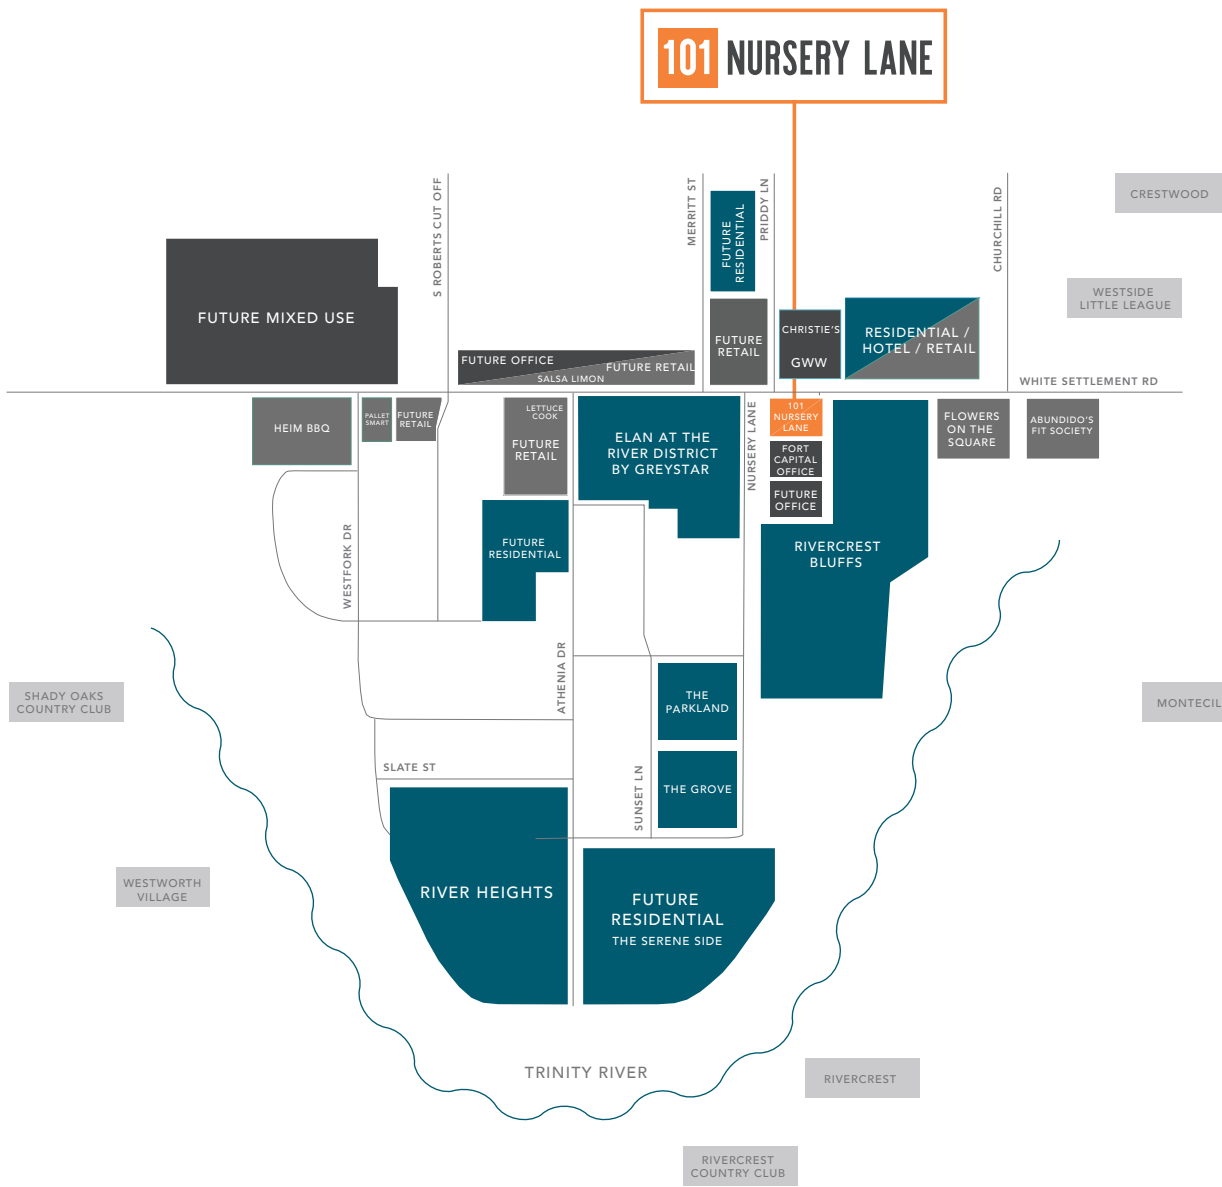 101 NURSERY LANE
CRESTWOOD
S ROBERTS CUT OFF
MERRITT ST
FUTURE
RESIDENTIAL
PRIDDY LN
CHURCHILL RD
WESTSIDE
LITTLE LEAGUE
FUTURE MIXED USE
FUTURE OFFICE
FUTURE RETAIL
SALSA LIMON
FUTURE
RETAIL
CHRISTIE'S
GWW
RESIDENTIAL /
HOTEL / RETAIL
WHITE SETTLEMENT RD
HEIM BBQ
PALLET
SMART
FUTURE
RETAIL
LETTUCE
COOK
FUTURE
RETAIL
ELAN AT THE
RIVER DISTRICT
BY GREYSTAR
NURSERY LANE
101
NURSERY
LANE
FORT
CAPITAL
OFFICE
FUTURE
OFFICE
FLOWERS
ON THE
SQUARE
ABUNDIDO'S
FIT SOCIETY
WESTFORK DR
FUTURE
RESIDENTIAL
RIVERCREST
BLUFFS
ATHENIA DR
SHADY OAKS
COUNTRY CLUB
THE
PARKLAND
MONTECIL
SLATE ST
SUNSET LN
THE GROVE
WESTWORTH
VILLAGE
RIVER HEIGHTS
FUTURE
RESIDENTIAL
THE SERENE SIDE
TRINITY RIVER
RIVERCREST
RIVERCREST
COUNTRY CLUB